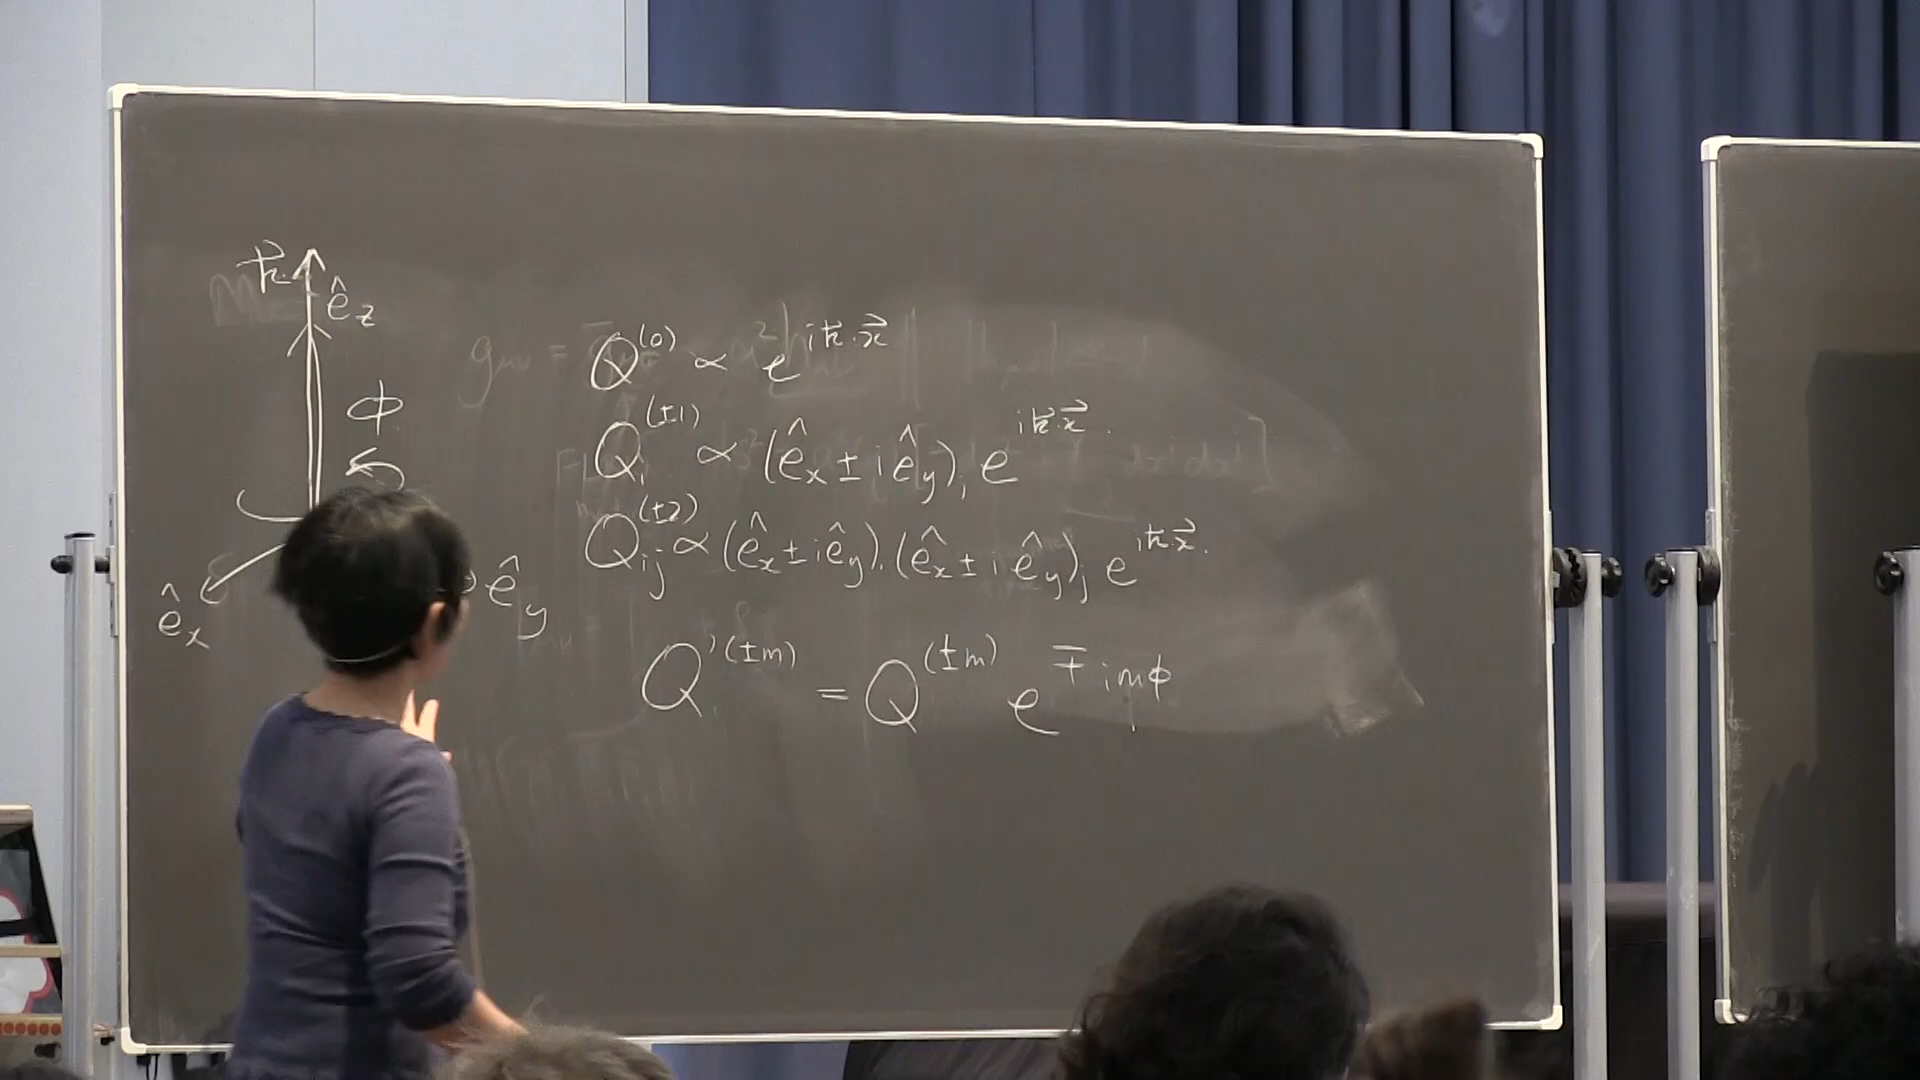 k⃗
ê_z
ϕ
ê_x
ê_y
Q^(0) ∝ e^{ik⃗·x⃗}
Q_i^(±1) ∝ (ê_x ± iê_y)_i e^{ik⃗·x⃗}
Q_ij^(±2) ∝ (ê_x ± iê_y)_i (ê_x ± iê_y)_j e^{ik⃗·x⃗}
Q'^(±m) = Q^(±m) e^{∓imϕ}